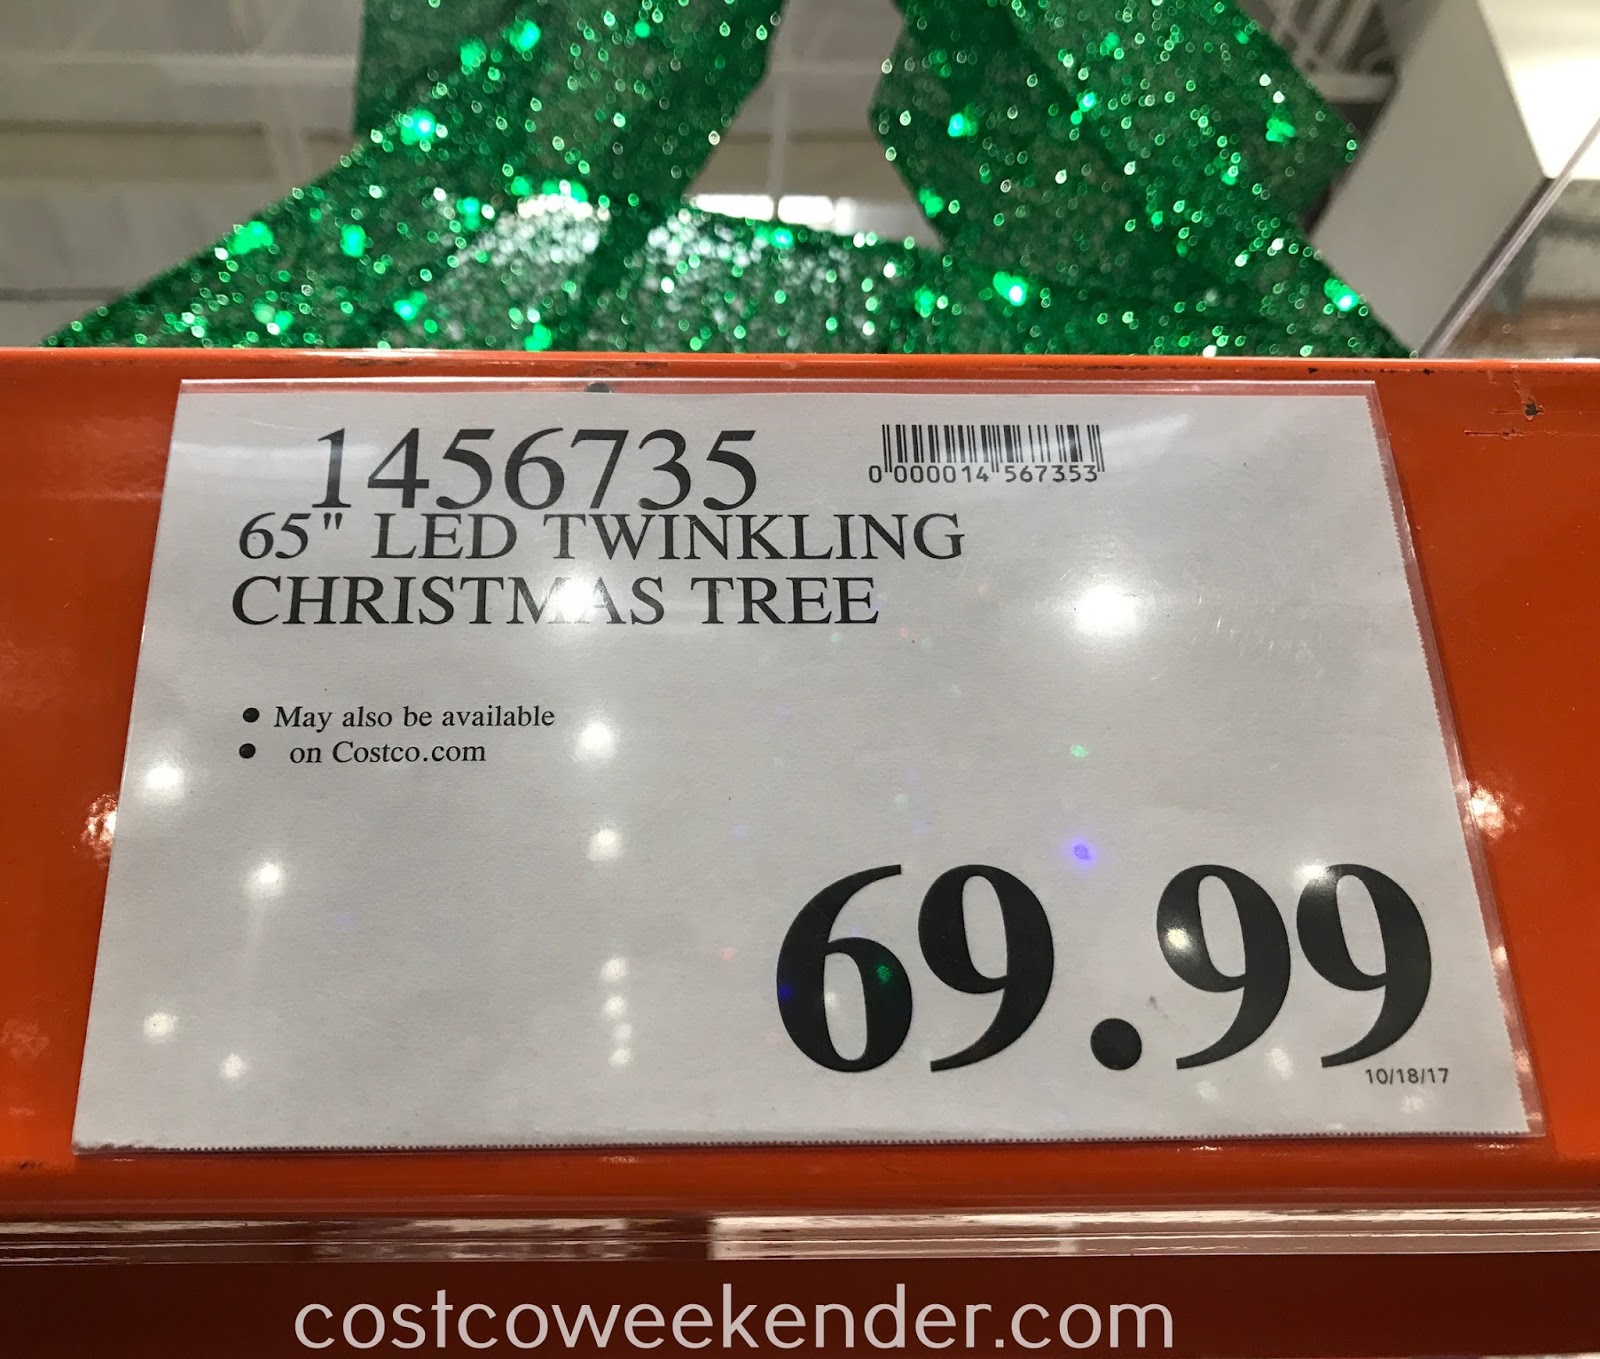 1456735
0 000014 567353
65" LED TWINKLING
CHRISTMAS TREE
• May also be available
• on Costco.com
69.99
10/18/17
costcoweekender.com